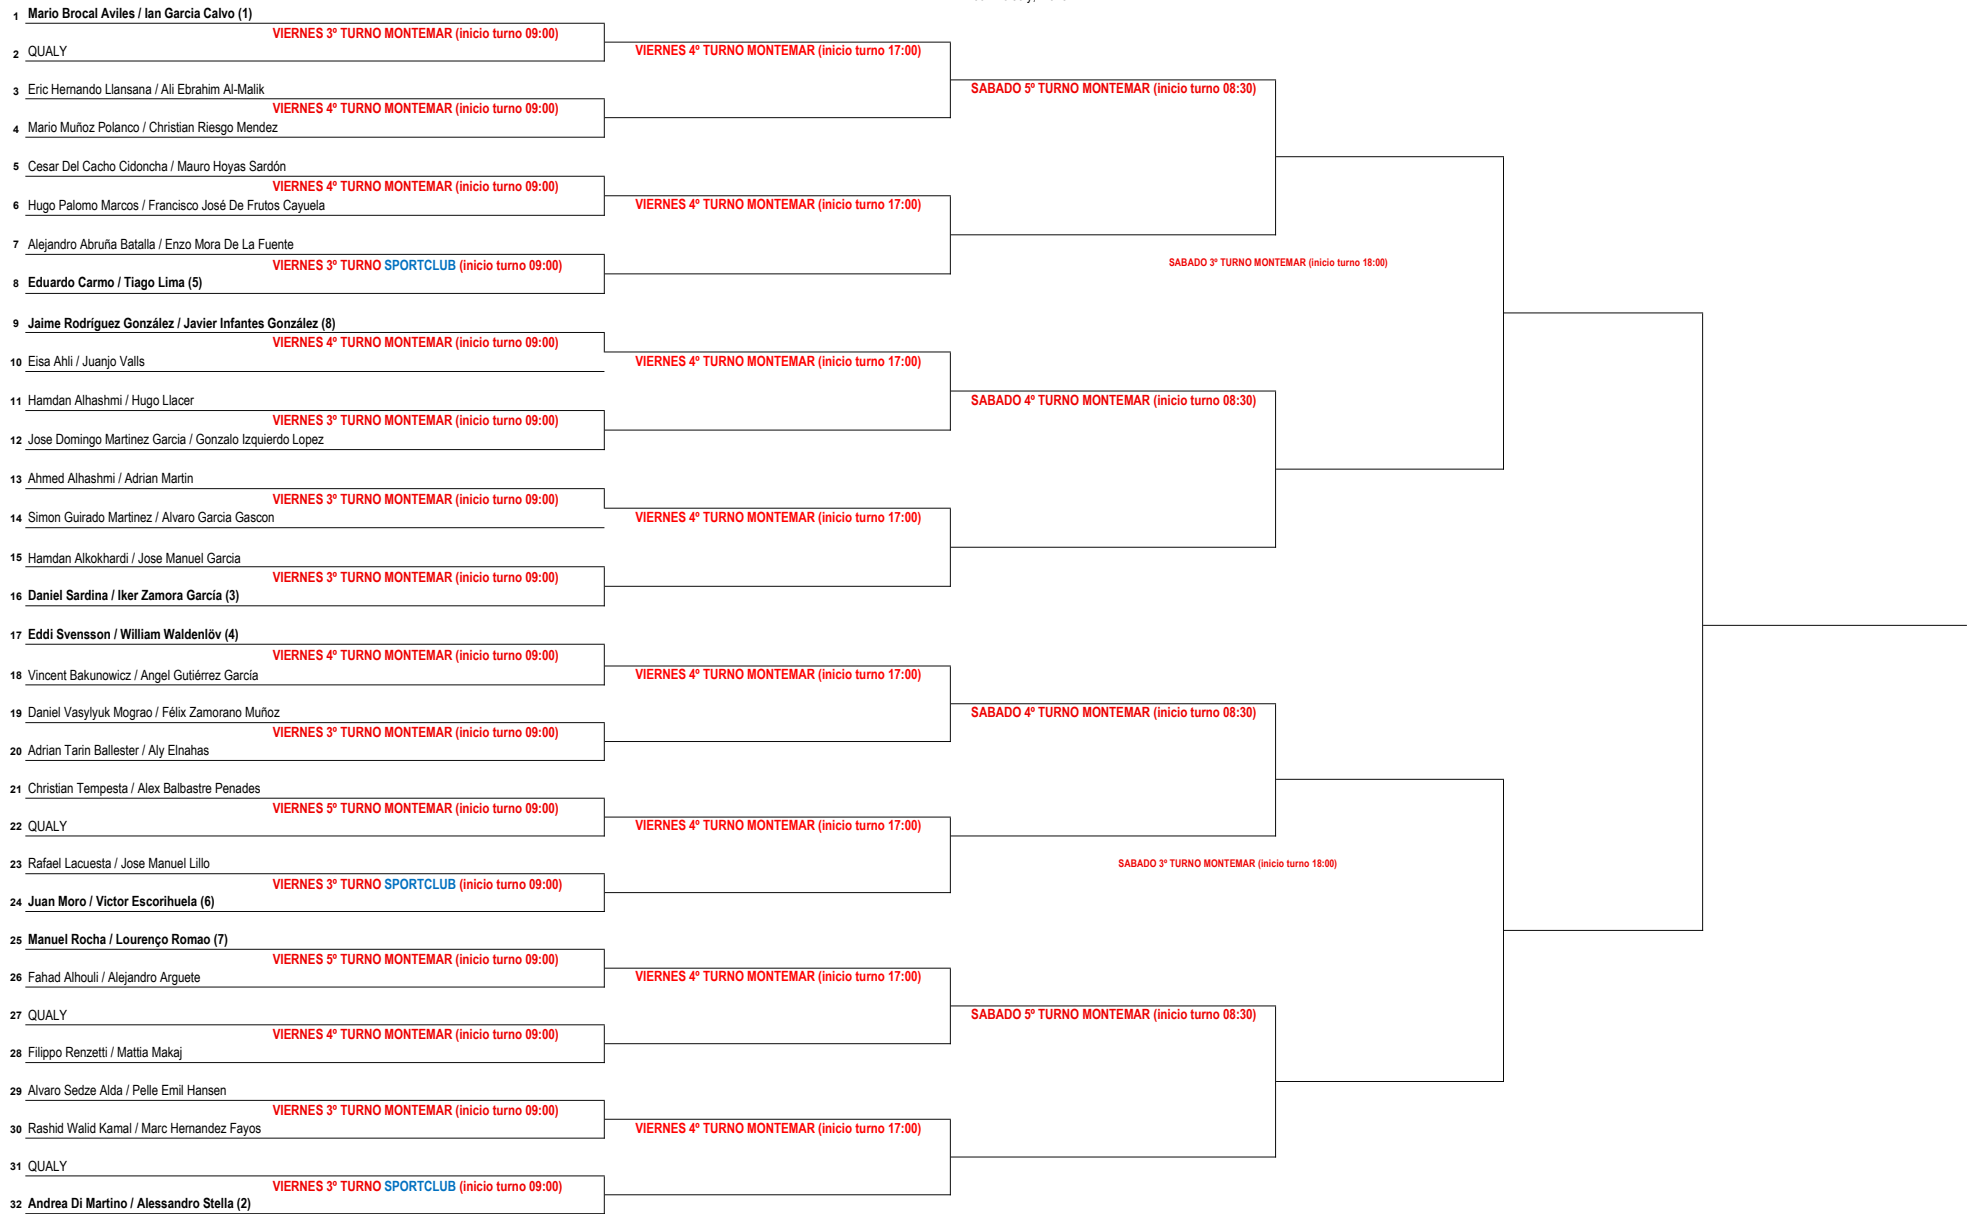 1 Mario Brocal Aviles / Ian Garcia Calvo (1)
VIERNES 3º TURNO MONTEMAR (inicio turno 09:00)
2 QUALY
VIERNES 4º TURNO MONTEMAR (inicio turno 17:00)
3 Eric Hernando Llansana / Ali Ebrahim Al-Malik
SABADO 5º TURNO MONTEMAR (inicio turno 08:30)
VIERNES 4º TURNO MONTEMAR (inicio turno 09:00)
4 Mario Muñoz Polanco / Christian Riesgo Mendez
5 Cesar Del Cacho Cidoncha / Mauro Hoyas Sardón
VIERNES 4º TURNO MONTEMAR (inicio turno 09:00)
6 Hugo Palomo Marcos / Francisco José De Frutos Cayuela
VIERNES 4º TURNO MONTEMAR (inicio turno 17:00)
7 Alejandro Abruña Batalla / Enzo Mora De La Fuente
VIERNES 3º TURNO SPORTCLUB (inicio turno 09:00)
SABADO 3º TURNO MONTEMAR (inicio turno 18:00)
8 Eduardo Carmo / Tiago Lima (5)
9 Jaime Rodríguez González / Javier Infantes González (8)
VIERNES 4º TURNO MONTEMAR (inicio turno 09:00)
10 Eisa Ahli / Juanjo Valls
VIERNES 4º TURNO MONTEMAR (inicio turno 17:00)
11 Hamdan Alhashmi / Hugo Llacer
SABADO 4º TURNO MONTEMAR (inicio turno 08:30)
VIERNES 3º TURNO MONTEMAR (inicio turno 09:00)
12 Jose Domingo Martinez Garcia / Gonzalo Izquierdo Lopez
13 Ahmed Alhashmi / Adrian Martin
VIERNES 3º TURNO MONTEMAR (inicio turno 09:00)
14 Simon Guirado Martinez / Alvaro Garcia Gascon
VIERNES 4º TURNO MONTEMAR (inicio turno 17:00)
15 Hamdan Alkokhardi / Jose Manuel Garcia
VIERNES 3º TURNO MONTEMAR (inicio turno 09:00)
16 Daniel Sardina / Iker Zamora García (3)
17 Eddi Svensson / William Waldenlöv (4)
VIERNES 4º TURNO MONTEMAR (inicio turno 09:00)
18 Vincent Bakunowicz / Angel Gutiérrez García
VIERNES 4º TURNO MONTEMAR (inicio turno 17:00)
19 Daniel Vasylyuk Mograo / Félix Zamorano Muñoz
SABADO 4º TURNO MONTEMAR (inicio turno 08:30)
VIERNES 3º TURNO MONTEMAR (inicio turno 09:00)
20 Adrian Tarin Ballester / Aly Elnahas
21 Christian Tempesta / Alex Balbastre Penades
VIERNES 5º TURNO MONTEMAR (inicio turno 09:00)
22 QUALY
VIERNES 4º TURNO MONTEMAR (inicio turno 17:00)
23 Rafael Lacuesta / Jose Manuel Lillo
SABADO 3º TURNO MONTEMAR (inicio turno 18:00)
VIERNES 3º TURNO SPORTCLUB (inicio turno 09:00)
24 Juan Moro / Victor Escorihuela (6)
25 Manuel Rocha / Lourenço Romao (7)
VIERNES 5º TURNO MONTEMAR (inicio turno 09:00)
26 Fahad Alhouli / Alejandro Arguete
VIERNES 4º TURNO MONTEMAR (inicio turno 17:00)
27 QUALY
SABADO 5º TURNO MONTEMAR (inicio turno 08:30)
VIERNES 4º TURNO MONTEMAR (inicio turno 09:00)
28 Filippo Renzetti / Mattia Makaj
29 Alvaro Sedze Alda / Pelle Emil Hansen
VIERNES 3º TURNO MONTEMAR (inicio turno 09:00)
30 Rashid Walid Kamal / Marc Hernandez Fayos
VIERNES 4º TURNO MONTEMAR (inicio turno 17:00)
31 QUALY
VIERNES 3º TURNO SPORTCLUB (inicio turno 09:00)
32 Andrea Di Martino / Alessandro Stella (2)